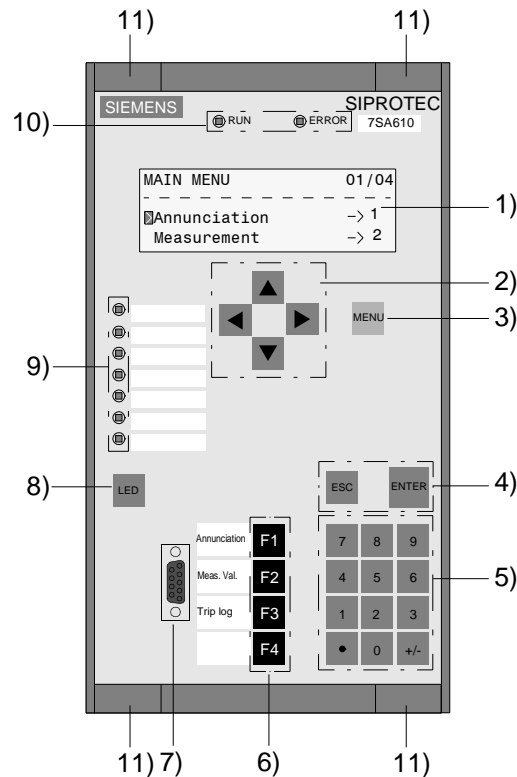 11) 11)
SIEMENS SIPROTEC
10) RUN ERROR 7SA610
MAIN MENU 01/04
Annunciation –> 1 1)
Measurement –> 2
2)
MENU 3)
9)
8) LED ESC ENTER 4)
Annunciation F1 7 8 9
Meas. Val. F2 4 5 6 5)
Trip log F3 1 2 3
F4 • 0 +/-
11) 7) 6) 11)